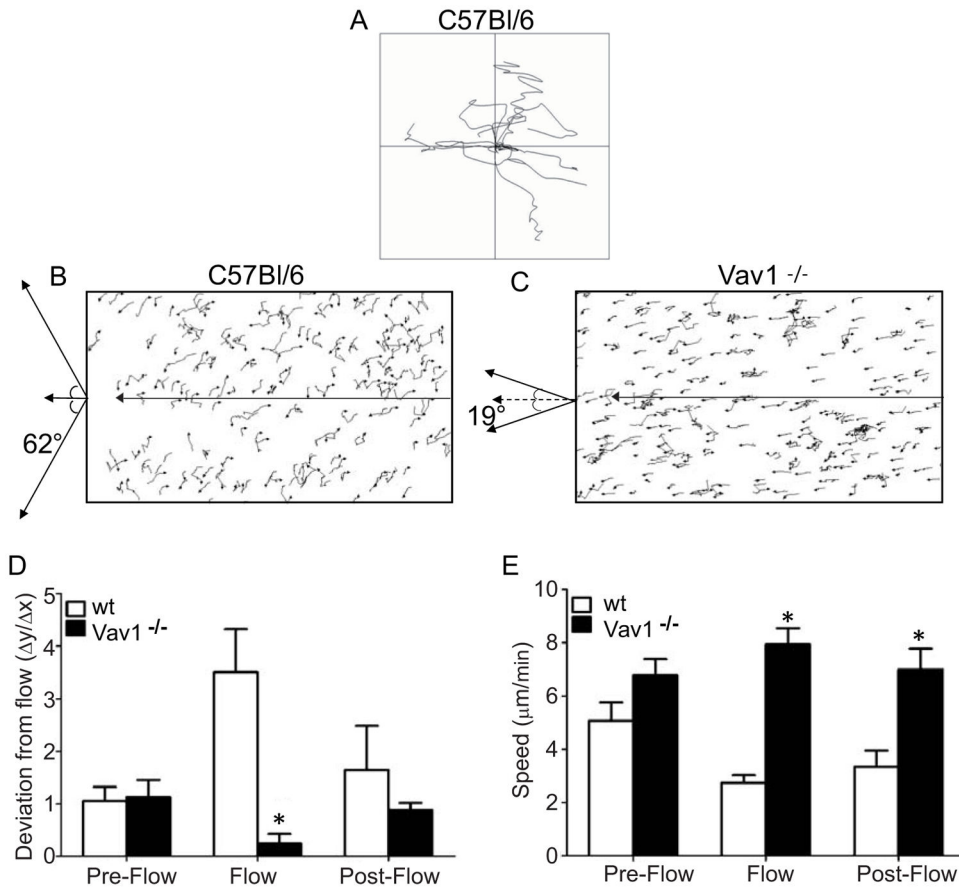 A
C57Bl/6
B
C57Bl/6
62°
C
Vav1 -/-
19°
D
Deviation from flow (Δy/Δx)
5
4
3
2
1
0
wt
Vav1 -/-
*
Pre-Flow Flow Post-Flow
E
Speed (μm/min)
10
8
6
4
2
0
wt
Vav1 -/-
*
*
Pre-Flow Flow Post-Flow